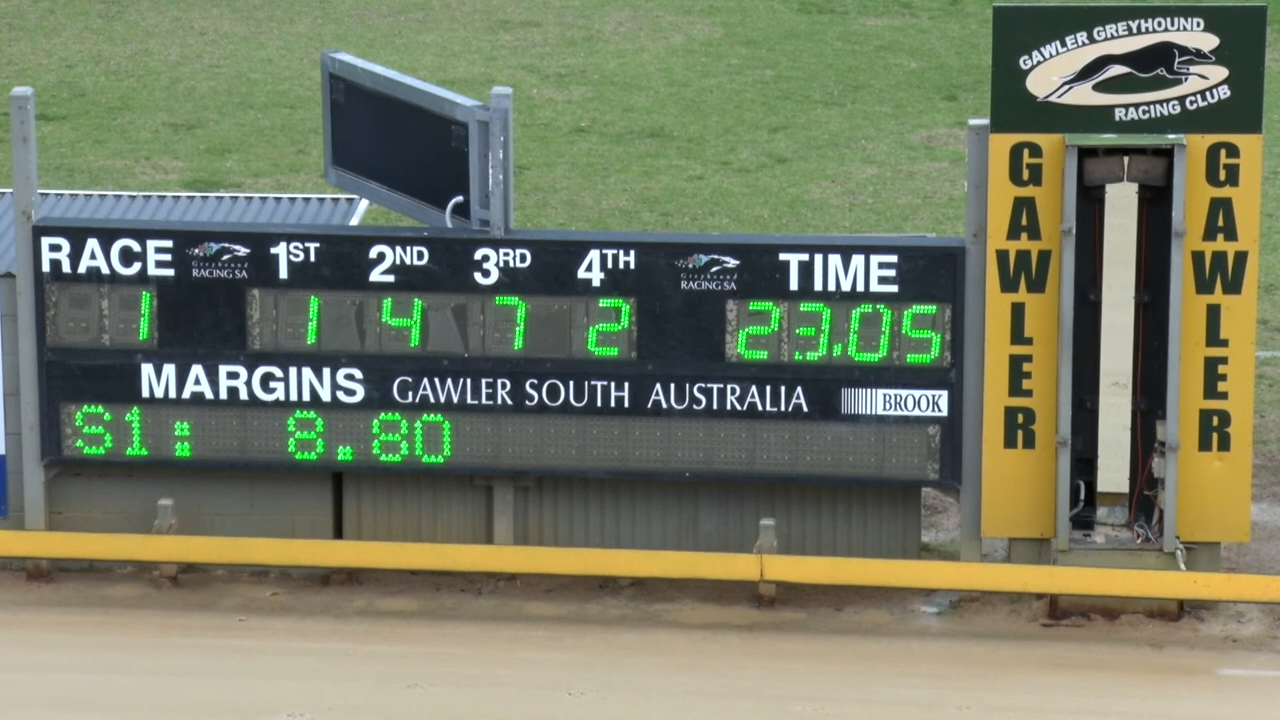 GAWLER GREYHOUND
RACING CLUB
GAWLER
GAWLER
RACE
Greyhound
RACING SA
1ST 2ND 3RD 4TH
Greyhound
RACING SA
TIME
1 1 4 7 2 23.05
MARGINS GAWLER SOUTH AUSTRALIA BROOK
S1: 8.80